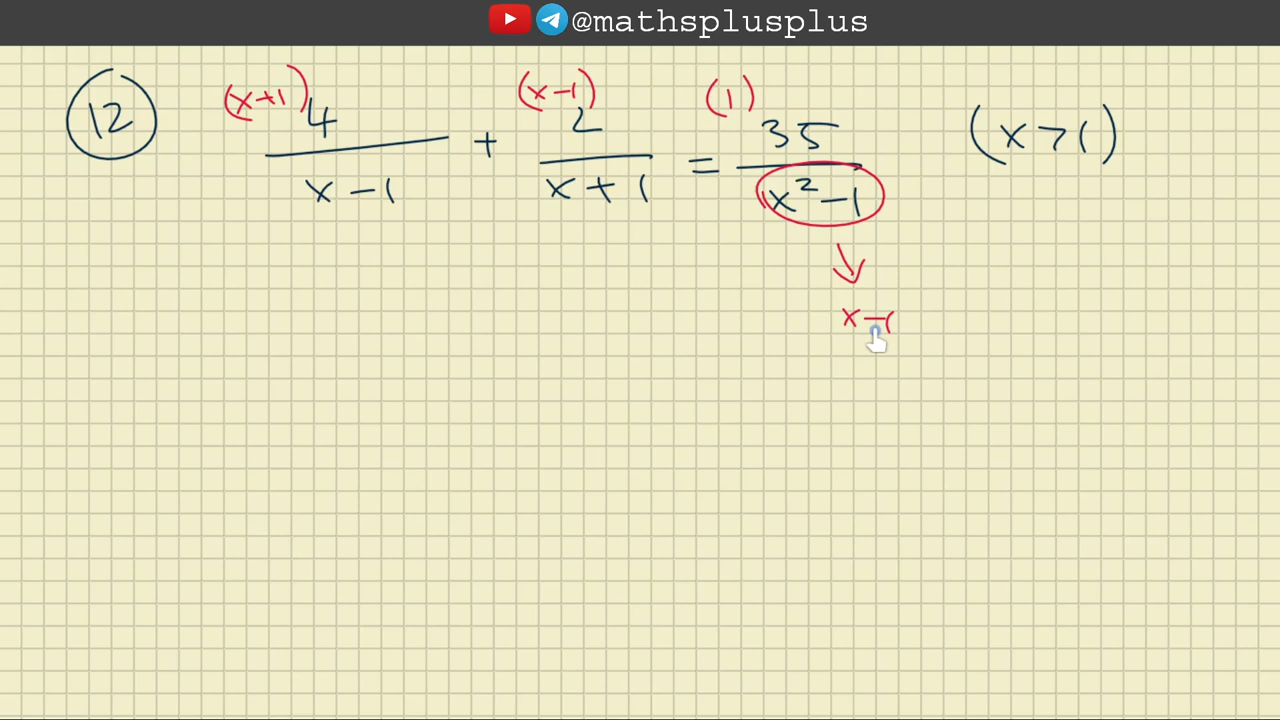 @mathsplusplus
(x+1) (x-1) (1)
12 4/(x-1) + 2/(x+1) = 35/(x²-1) (x>1)
x-1